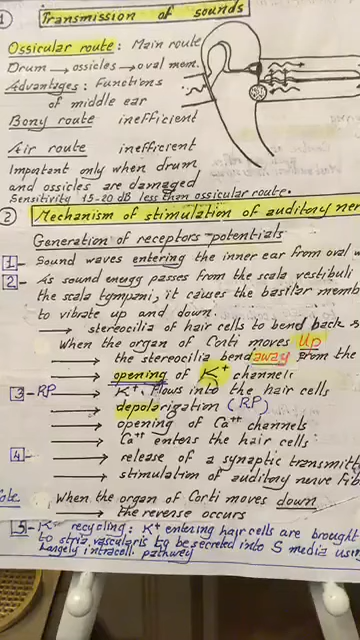 1 Transmission of sounds
Ossicular route: Main route
Drum → ossicles → oval mem.
Advantages: Functions
of middle ear
Bony route inefficient
Air route inefficient
Important only when drum
and ossicles are damaged
Sensitivity 15-20 dB less than ossicular route.
2 Mechanism of stimulation of auditory ner
Generation of receptors potentials
1 - Sound waves entering the inner ear from oval w
2 - As sound energy passes from the scala vestibuli
the scala tympani, it causes the basilar memb
to vibrate up and down.
→ stereocilia of hair cells to bend back
When the organ of Corti moves Up
→ the stereocilia bend away from the
→ opening of K+ channels
3 - RP → K+ flows into the hair cells
depolarization (RP)
→ opening of Ca++ channels
→ Ca++ enters the hair cells
4 - → release of a synaptic transmitt
→ stimulation of auditory nerve fib
Note When the organ of Corti moves down
→ the reverse occurs
5 - K+ recycling: K+ entering hair cells are brought
to stria vascularis to be secreted into S media usin
largely intracell. pathway